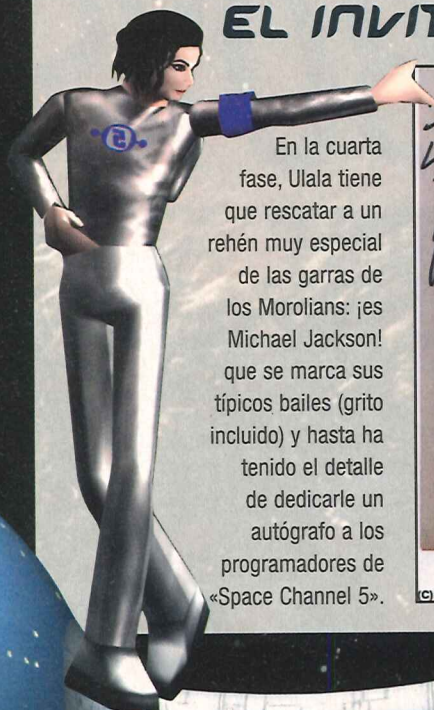 EL
En la cuarta
fase, Ulala tiene
que rescatar a un
rehén muy especial
de las garras de
los Morolians: ¡es
Michael Jackson!
que se marca sus
típicos bailes (grito
incluido) y hasta ha
tenido el detalle
de dedicarle un
autógrafo a los
programadores de
«Space Channel 5».
(C)
5